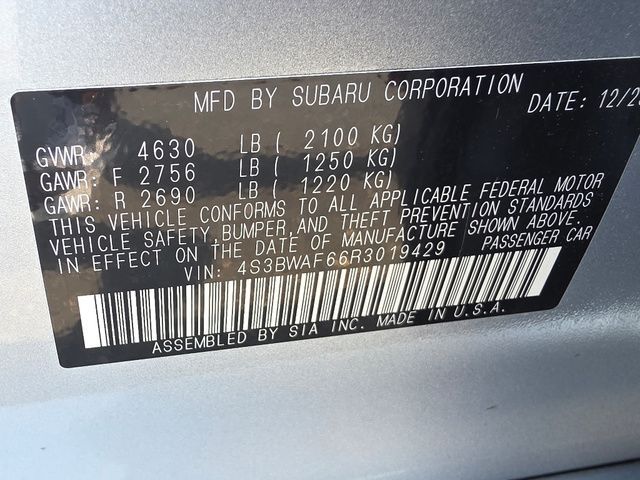 MFD BY SUBARU CORPORATION DATE: 12/2
GVWR: 4630 LB ( 2100 KG)
GAWR: F 2756 LB ( 1250 KG)
GAWR: R 2690 LB ( 1220 KG)
THIS VEHICLE CONFORMS TO ALL APPLICABLE FEDERAL MOTOR
VEHICLE SAFETY, BUMPER, AND THEFT PREVENTION STANDARDS
IN EFFECT ON THE DATE OF MANUFACTURE SHOWN ABOVE.
VIN: 4S3BWAF66R3019429 PASSENGER CAR
ASSEMBLED BY SIA INC. MADE IN U.S.A.